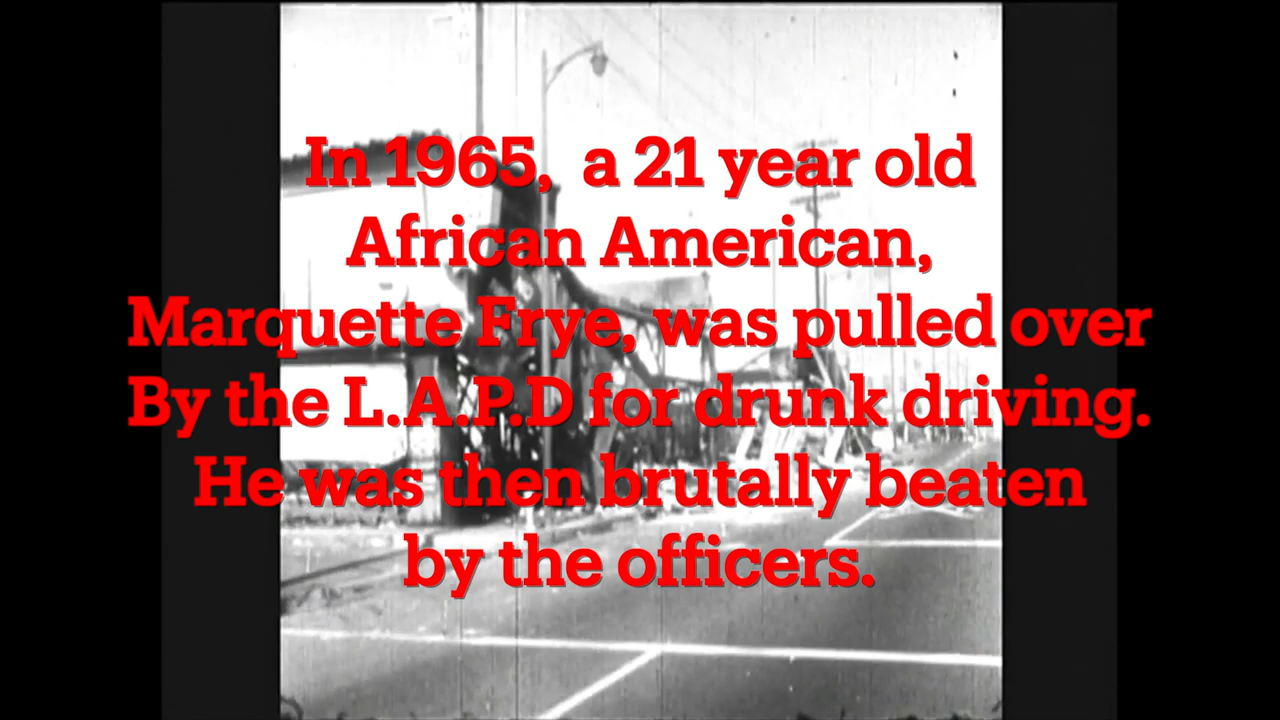 In 1965,  a 21 year old
African American,
Marquette Frye, was pulled over
By the L.A.P.D for drunk driving.
He was then brutally beaten
by the officers.